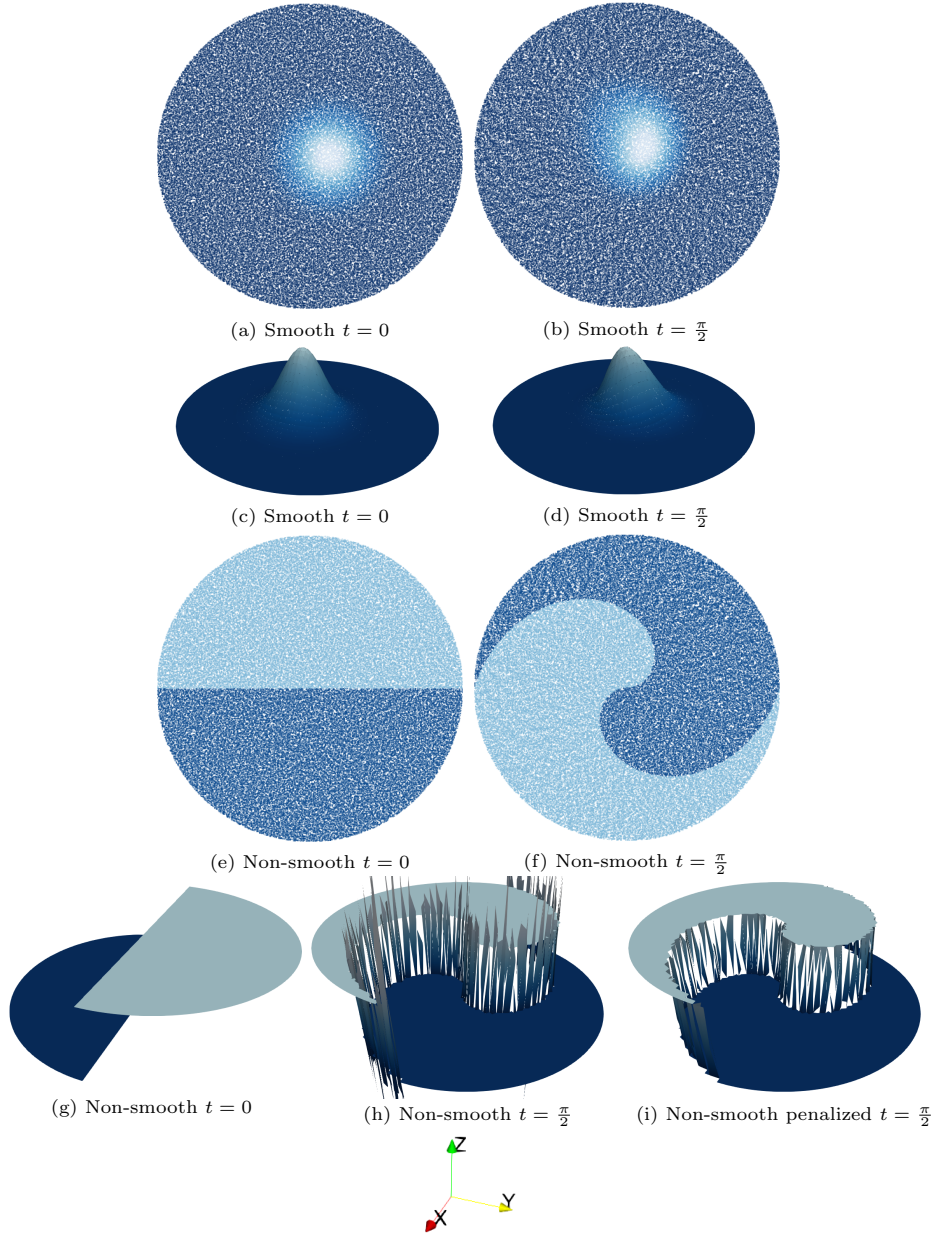 (a) Smooth t = 0
(b) Smooth t = π/2
(c) Smooth t = 0
(d) Smooth t = π/2
(e) Non-smooth t = 0
(f) Non-smooth t = π/2
(g) Non-smooth t = 0
(h) Non-smooth t = π/2
(i) Non-smooth penalized t = π/2
Z
Y
X